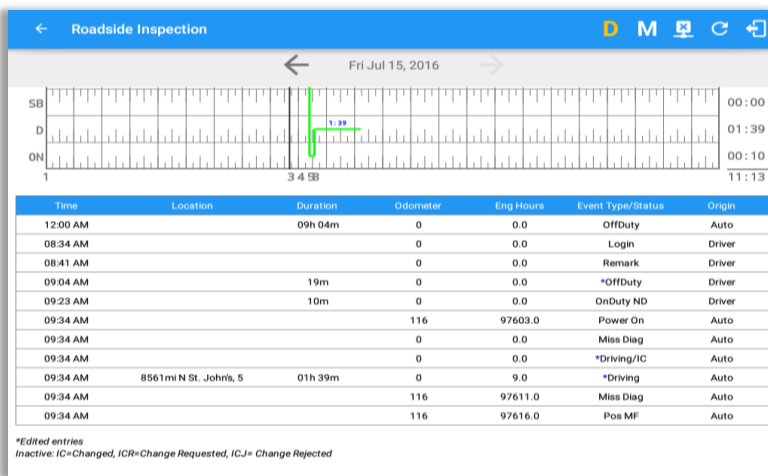 Roadside Inspection D M
Fri Jul 15, 2016
SB 00:00
D 1:39 01:39
ON 00:10
1 3 4 11:13
Time Location Duration Odometer Eng Hours Event Type/Status Origin
12:00 AM 09h 04m 0 0.0 OffDuty Auto
08:34 AM 0 0.0 Login Driver
08:41 AM 0 0.0 Remark Driver
09:04 AM 19m 0 0.0 *OffDuty Driver
09:23 AM 10m 0 0.0 OnDuty ND Driver
09:34 AM 116 97603.0 Power On Auto
09:34 AM 0 0.0 Miss Diag Auto
09:34 AM 0 0.0 *Driving/IC Auto
09:34 AM 8561mi N St. John's, 5 01h 39m 0 9.0 *Driving Auto
09:34 AM 116 97611.0 Miss Diag Auto
09:34 AM 116 97616.0 Pos MF Auto
*Edited entries
Inactive: IC=Changed, ICR=Change Requested, ICJ= Change Rejected